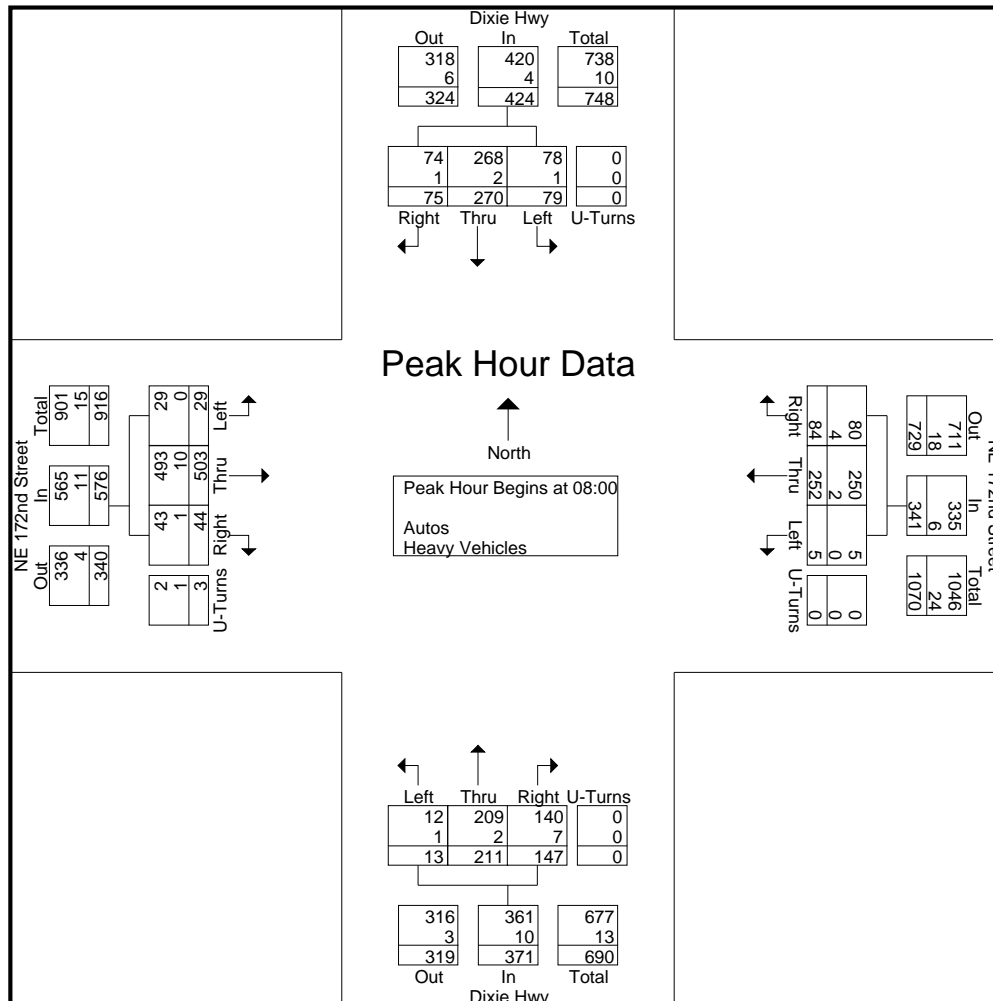 Dixie Hwy
Out In Total
318 420 738
6 4 10
324 424 748
74 268 78 0
1 2 1 0
75 270 79 0
Right Thru Left U-Turns
Peak Hour Data
North
Peak Hour Begins at 08:00
Autos
Heavy Vehicles
NE 172nd Street
Total In Out
901 565 336
15 11 4
916 576 340
29 493 43 2
0 10 1 1
29 503 44 3
Left Thru Right U-Turns
NE 172nd Street
Out In Total
711 335 1046
18 6 24
729 341 1070
80 250 5 0
4 2 0 0
84 252 5 0
Right Thru Left U-Turns
Left Thru Right U-Turns
12 209 140 0
1 2 7 0
13 211 147 0
316 361 677
3 10 13
319 371 690
Out In Total
Dixie Hwy